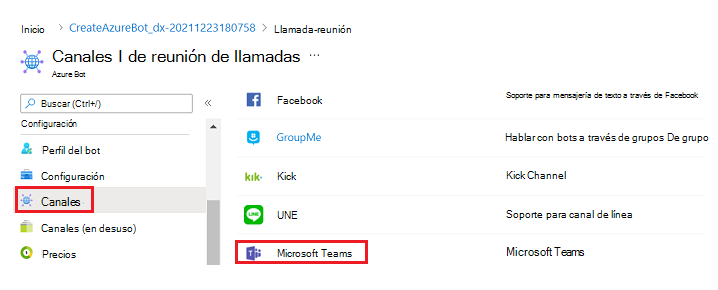 Inicio > CreateAzureBot_dx-20211223180758 > Llamada-reunión
Canales I de reunión de llamadas ...
Azure Bot
Buscar (Ctrl+/) «
Configuración
Perfil del bot
Configuración
Canales
Canales (en desuso)
Precios
Facebook Soporte para mensajería de texto a través de Facebook
GroupMe Hablar con bots a través de grupos De grupo
kik. Kick Kick Channel
LINE UNE Soporte para canal de línea
Microsoft Teams Microsoft Teams